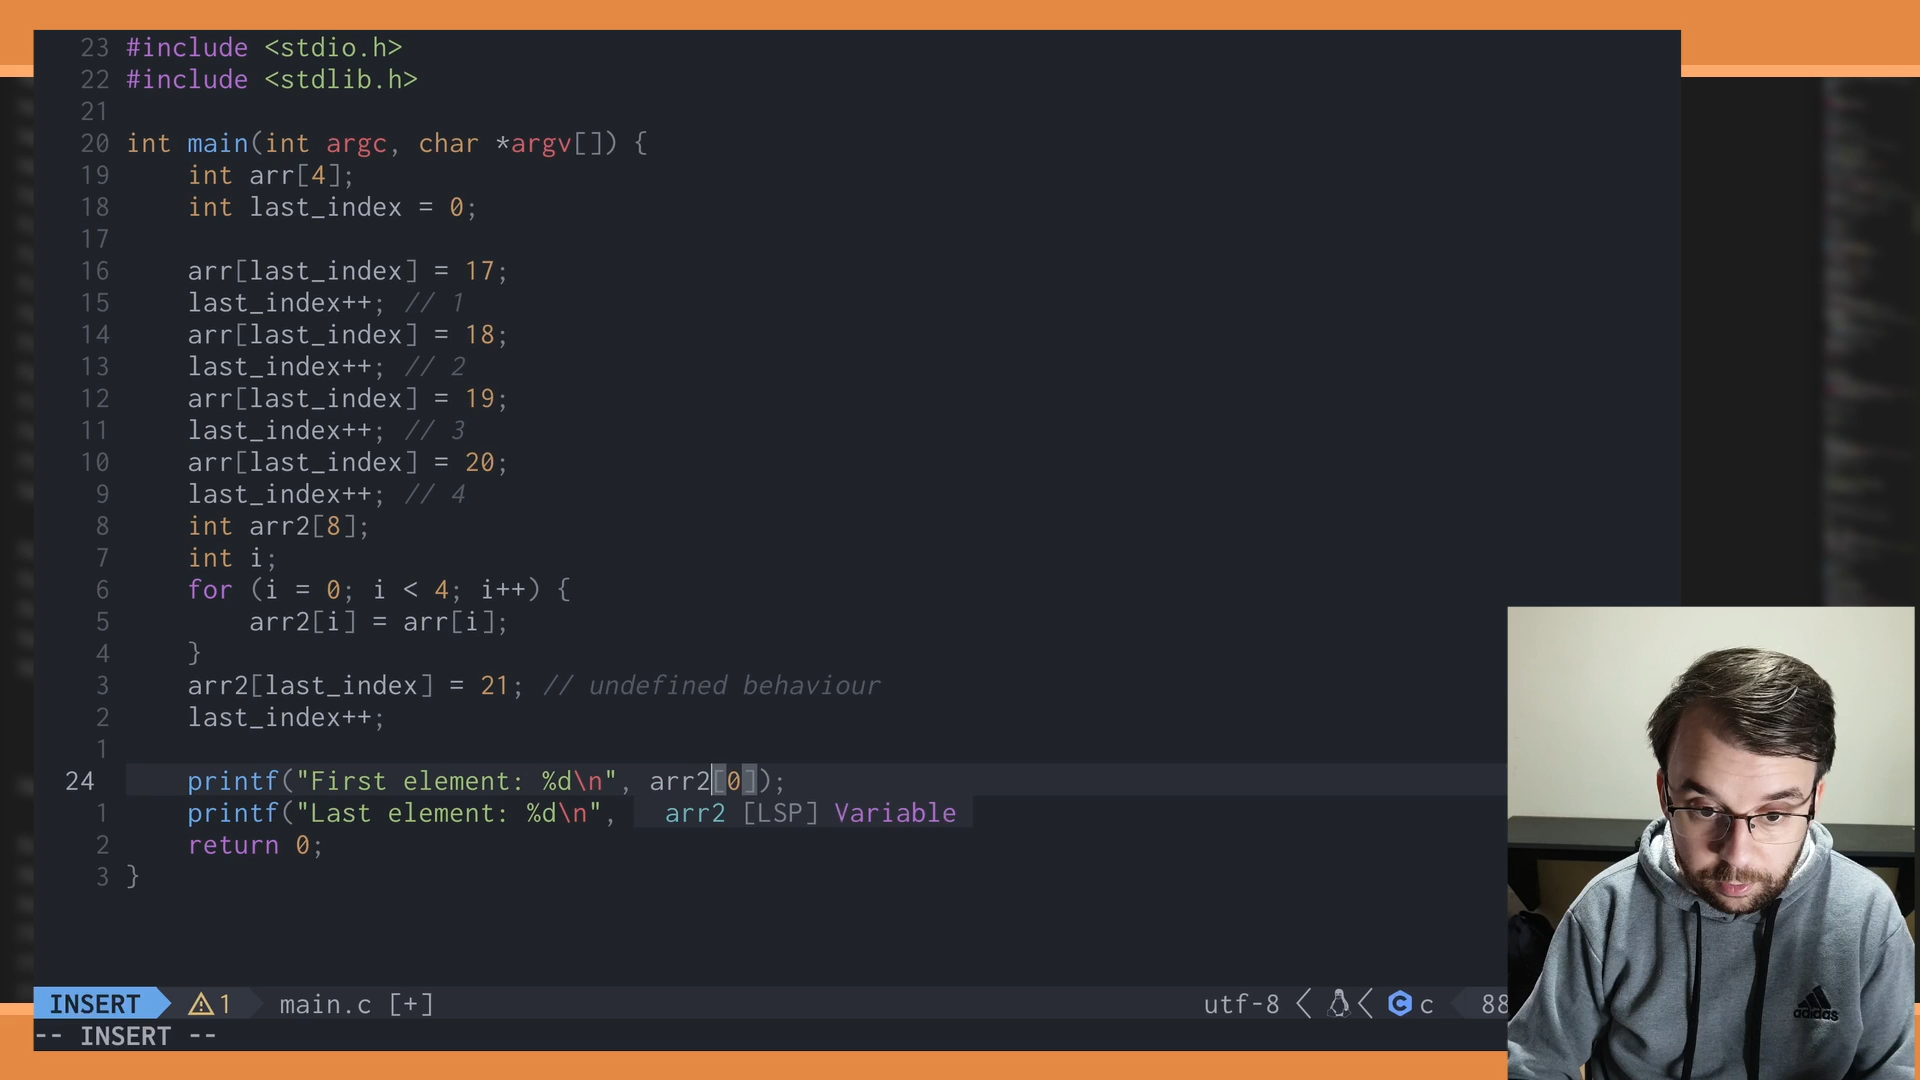 23 #include <stdio.h>
22 #include <stdlib.h>
21
20 int main(int argc, char *argv[]) {
19     int arr[4];
18     int last_index = 0;
17
16     arr[last_index] = 17;
15     last_index++; // 1
14     arr[last_index] = 18;
13     last_index++; // 2
12     arr[last_index] = 19;
11     last_index++; // 3
10     arr[last_index] = 20;
9     last_index++; // 4
8     int arr2[8];
7     int i;
6     for (i = 0; i < 4; i++) {
5         arr2[i] = arr[i];
4     }
3     arr2[last_index] = 21; // undefined behaviour
2     last_index++;
1
24     printf("First element: %d\n", arr2[0]);
1     printf("Last element: %d\n", arr2 [LSP] Variable
2     return 0;
3 }
INSERT 1 main.c [+] utf-8 c 88
-- INSERT --
adidas